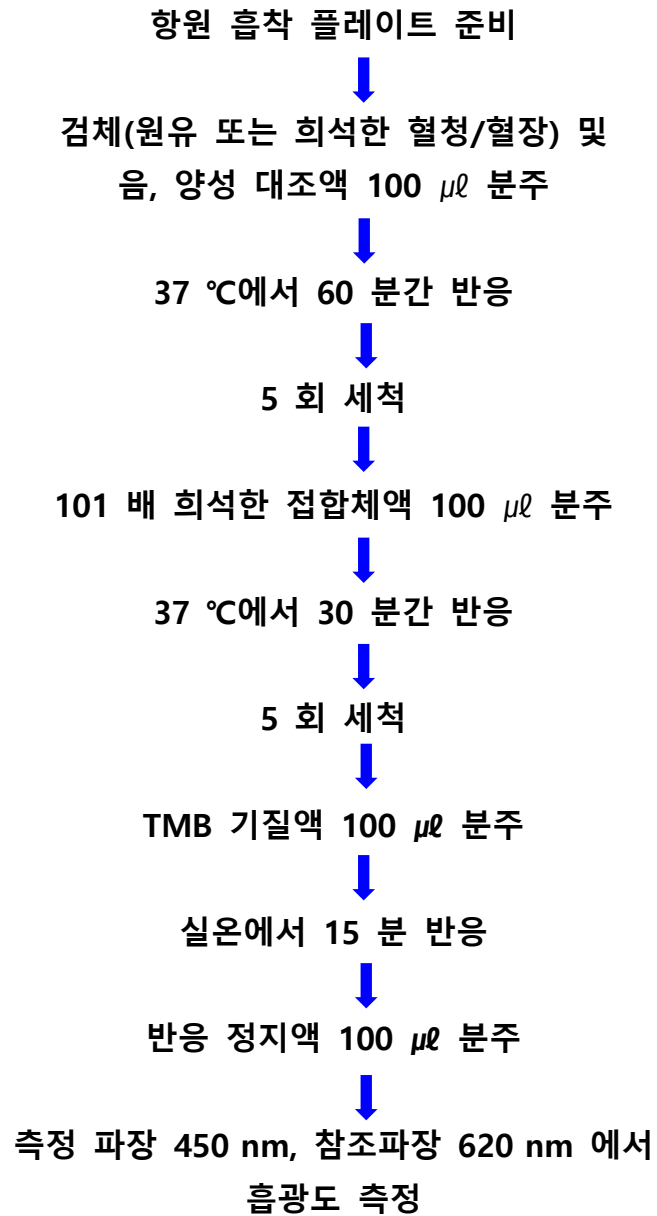 항원 흡착 플레이트 준비
검체(원유 또는 희석한 혈청/혈장) 및
음, 양성 대조액 100 ㎕ 분주
37 ℃에서 60 분간 반응
5 회 세척
101 배 희석한 접합체액 100 ㎕ 분주
37 ℃에서 30 분간 반응
5 회 세척
TMB 기질액 100 ㎕ 분주
실온에서 15 분 반응
반응 정지액 100 ㎕ 분주
측정 파장 450 nm, 참조파장 620 nm 에서
흡광도 측정